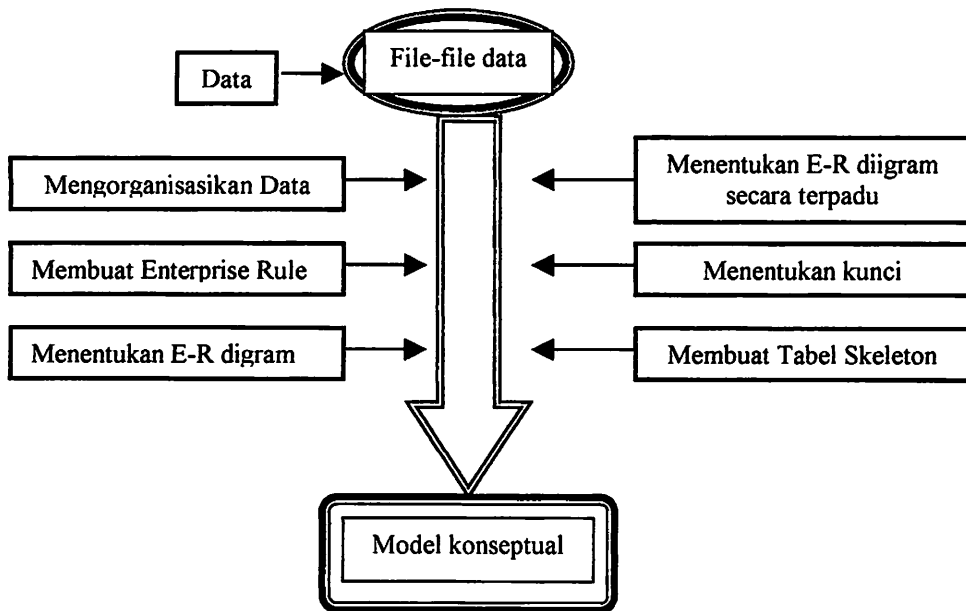 File-file data
Data
Mengorganisasikan Data
Membuat Enterprise Rule
Menentukan E-R digram
Menentukan E-R diigram
secara terpadu
Menentukan kunci
Membuat Tabel Skeleton
Model konseptual